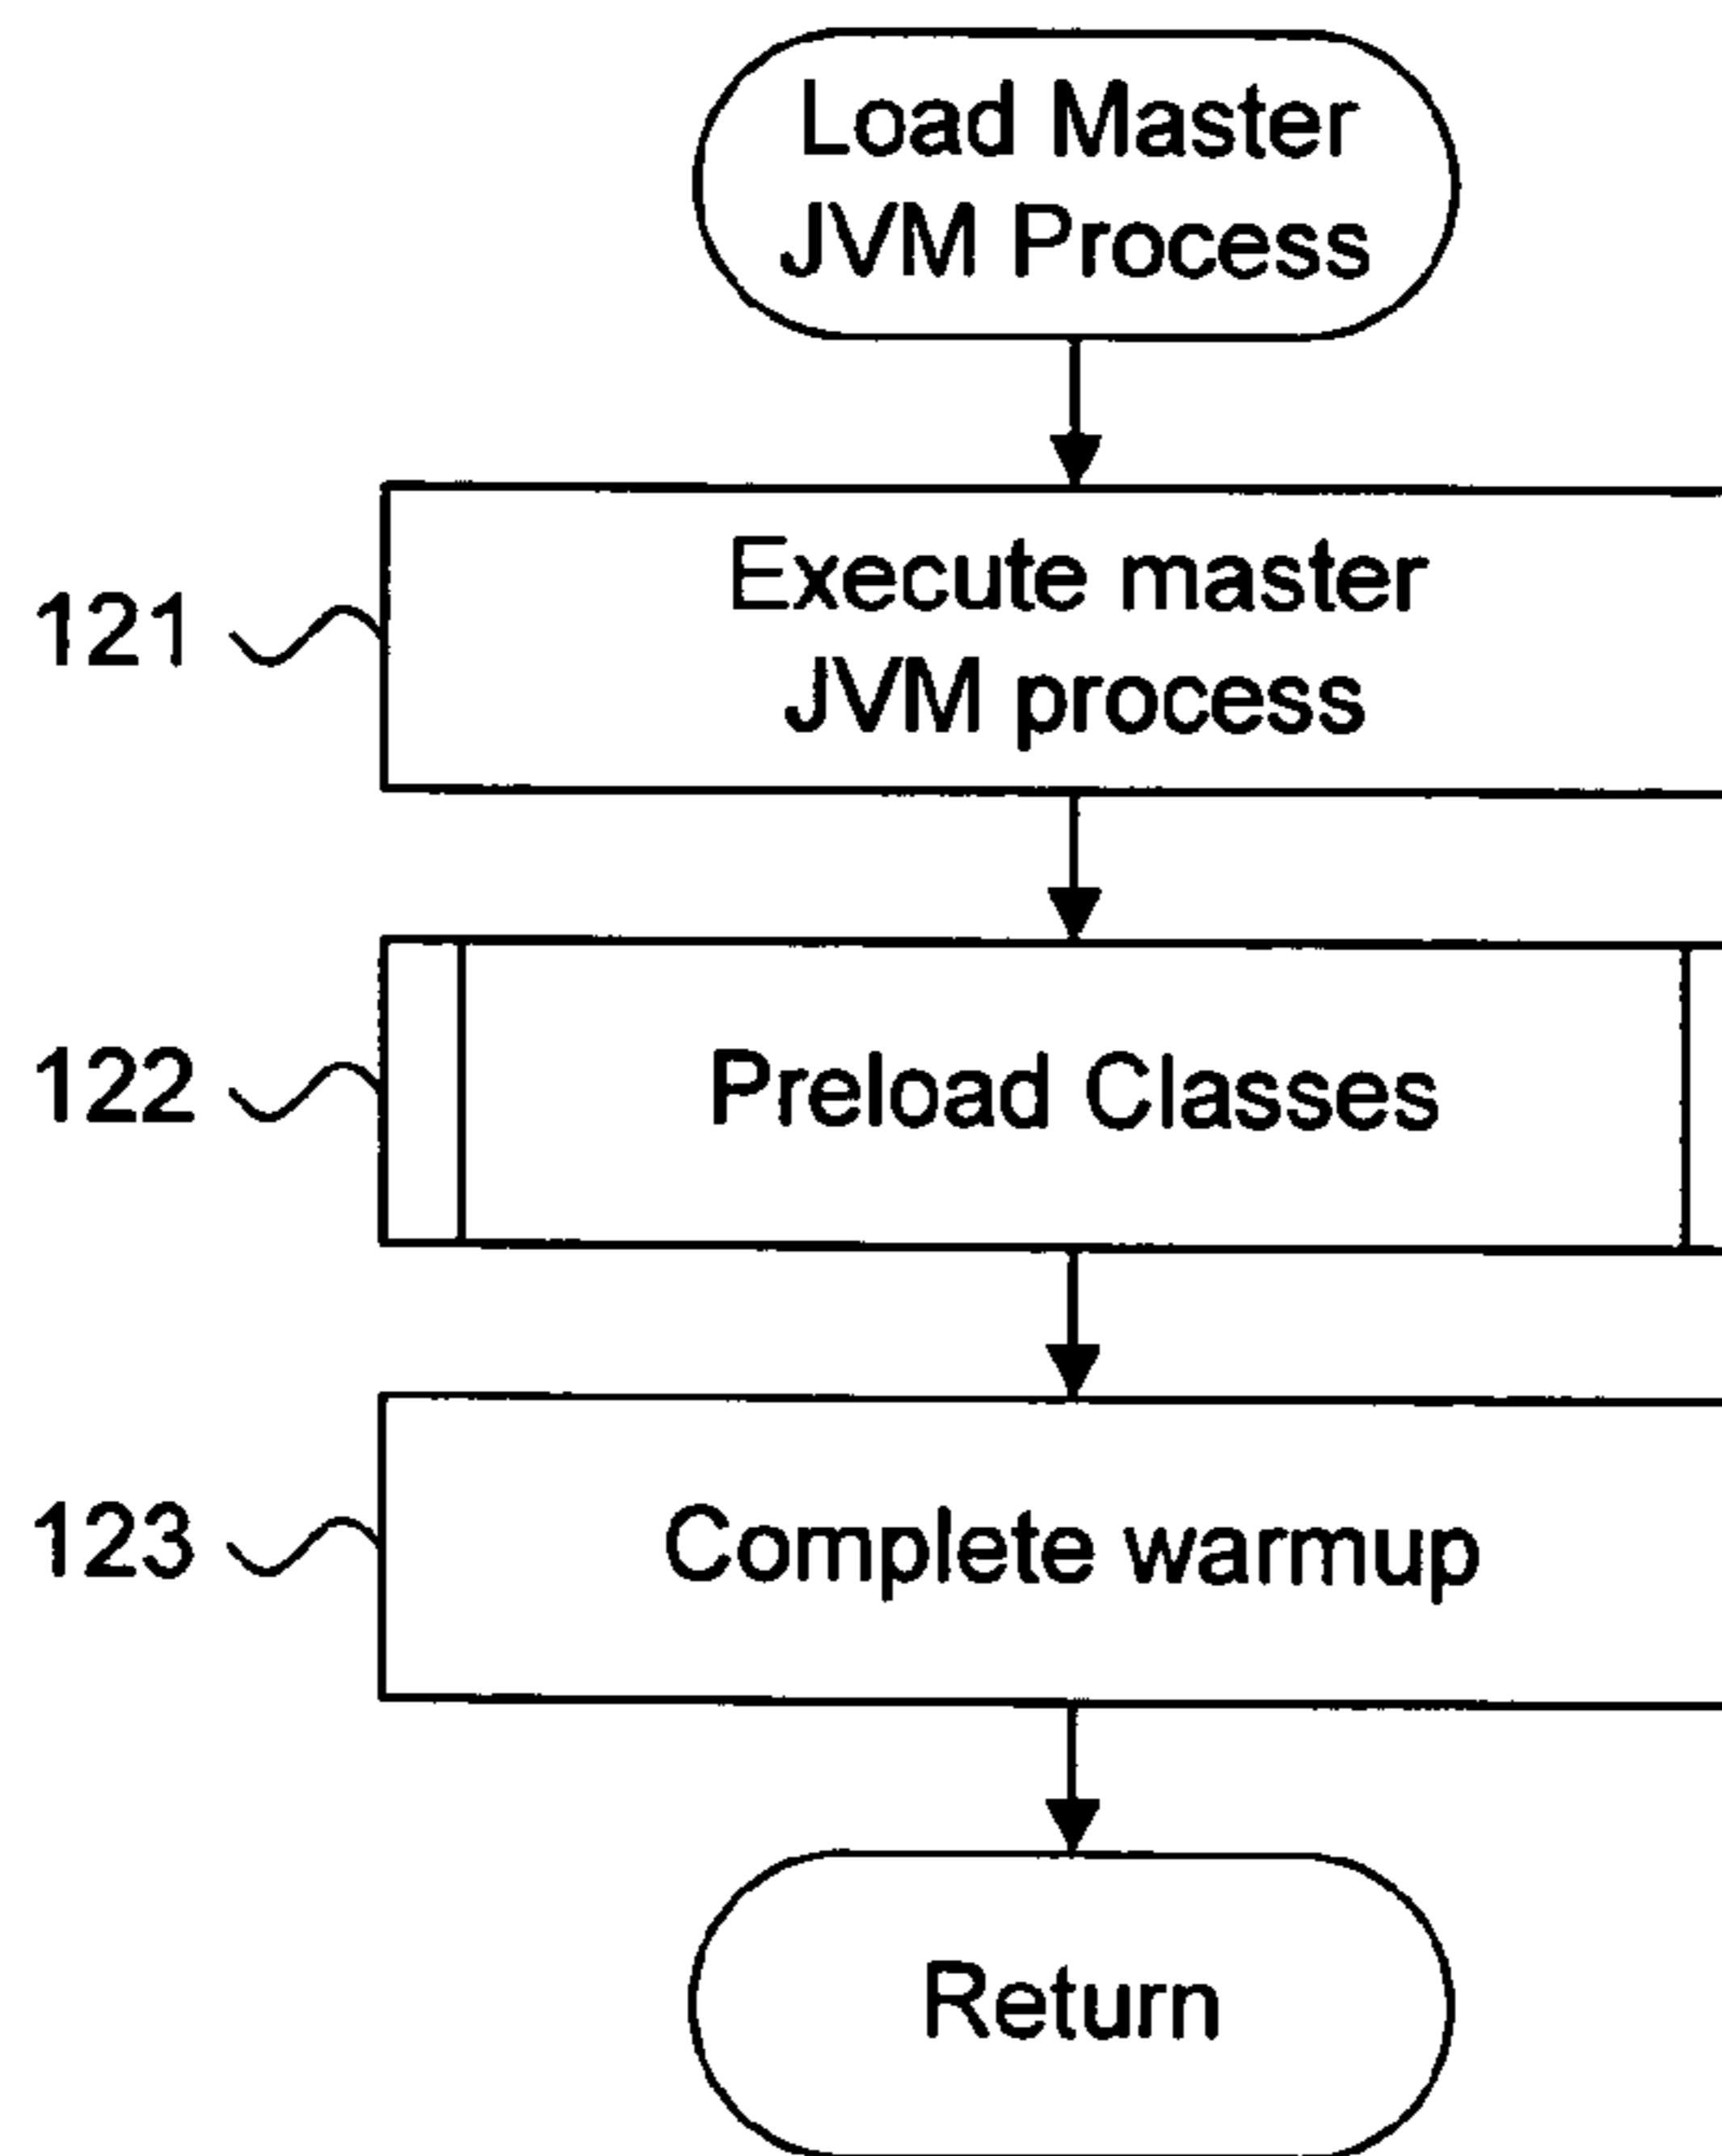 Load Master
JVM Process
121
Execute master
JVM process
122
Preload Classes
123
Complete warmup
Return